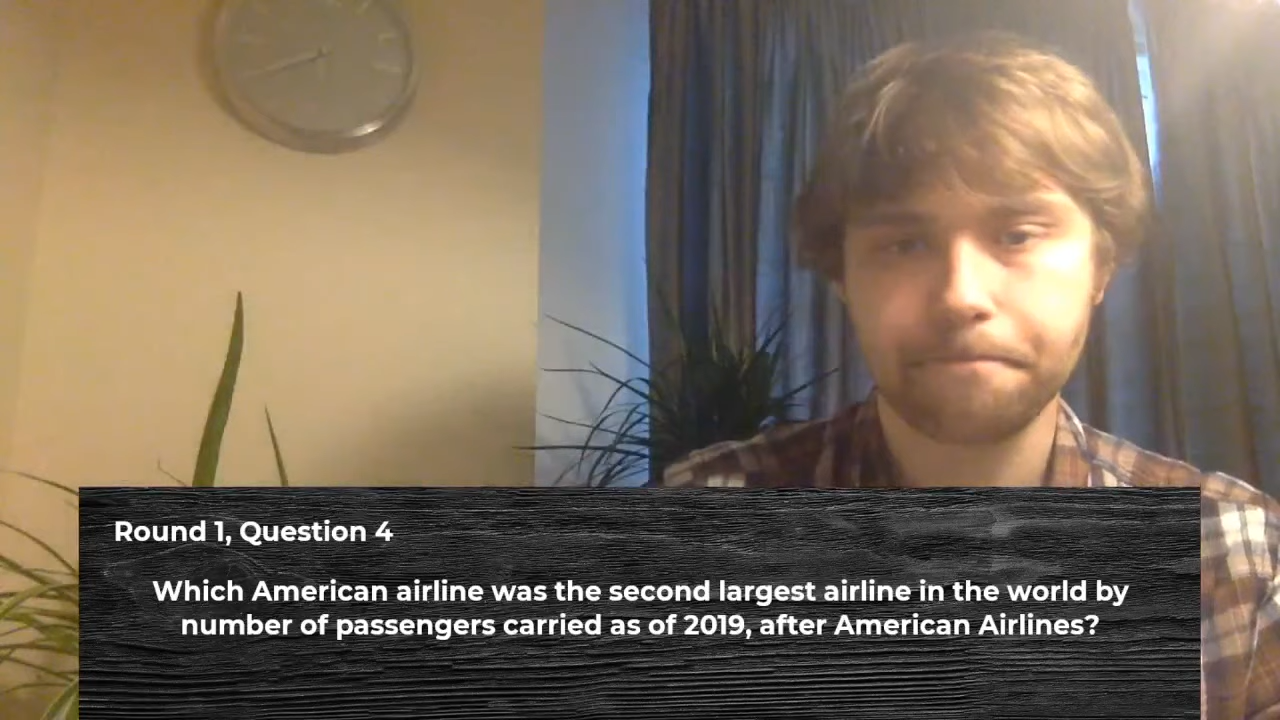 Round 1, Question 4
Which American airline was the second largest airline in the world by
number of passengers carried as of 2019, after American Airlines?